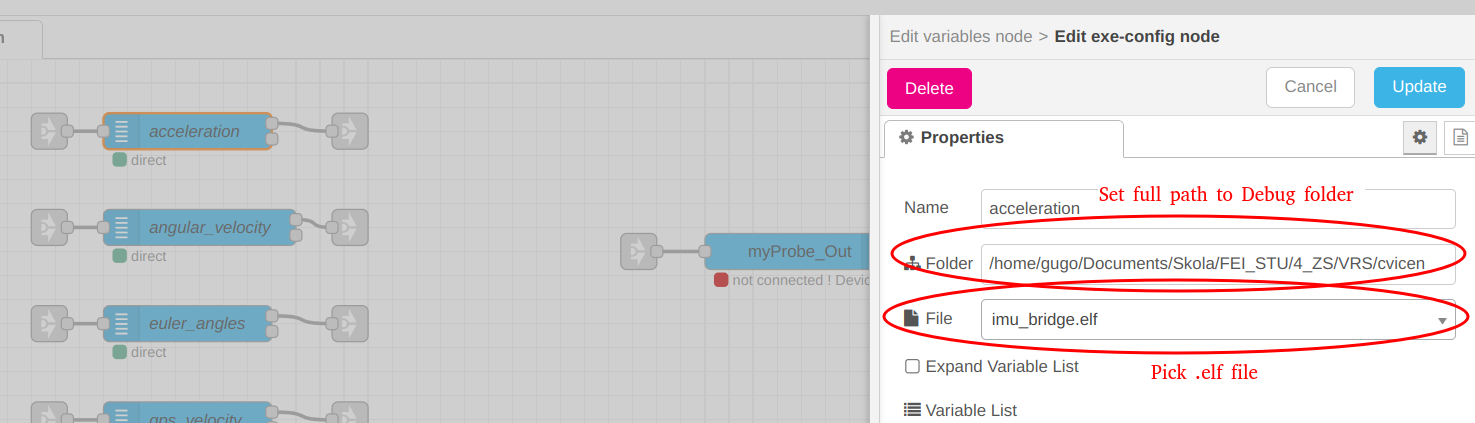 Edit variables node > Edit exe-config node
Delete
Cancel
Update
Properties
Set full path to Debug folder
Name
acceleration
Folder
/home/gugo/Documents/Skola/FEI_STU/4_ZS/VRS/cvicen
File
imu_bridge.elf
Expand Variable List
Pick .elf file
Variable List
acceleration
direct
angular_velocity
direct
euler_angles
direct
gps_velocity
myProbe_Out
not connected ! Devic